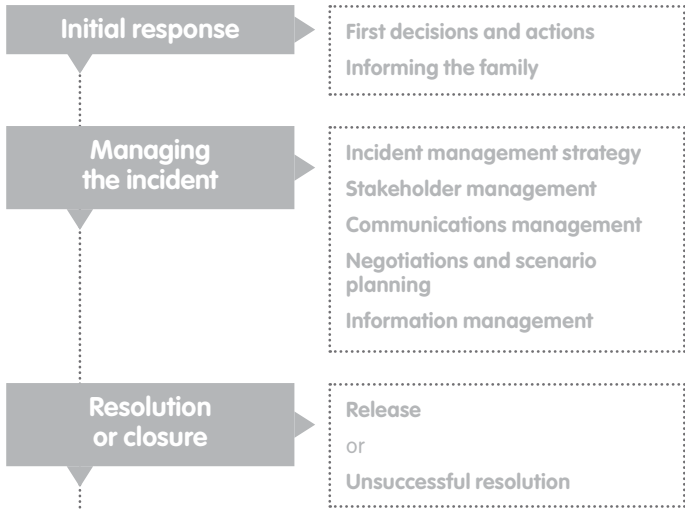 Initial response
First decisions and actions
Informing the family
Managing
the incident
Incident management strategy
Stakeholder management
Communications management
Negotiations and scenario
planning
Information management
Resolution
or closure
Release
or
Unsuccessful resolution